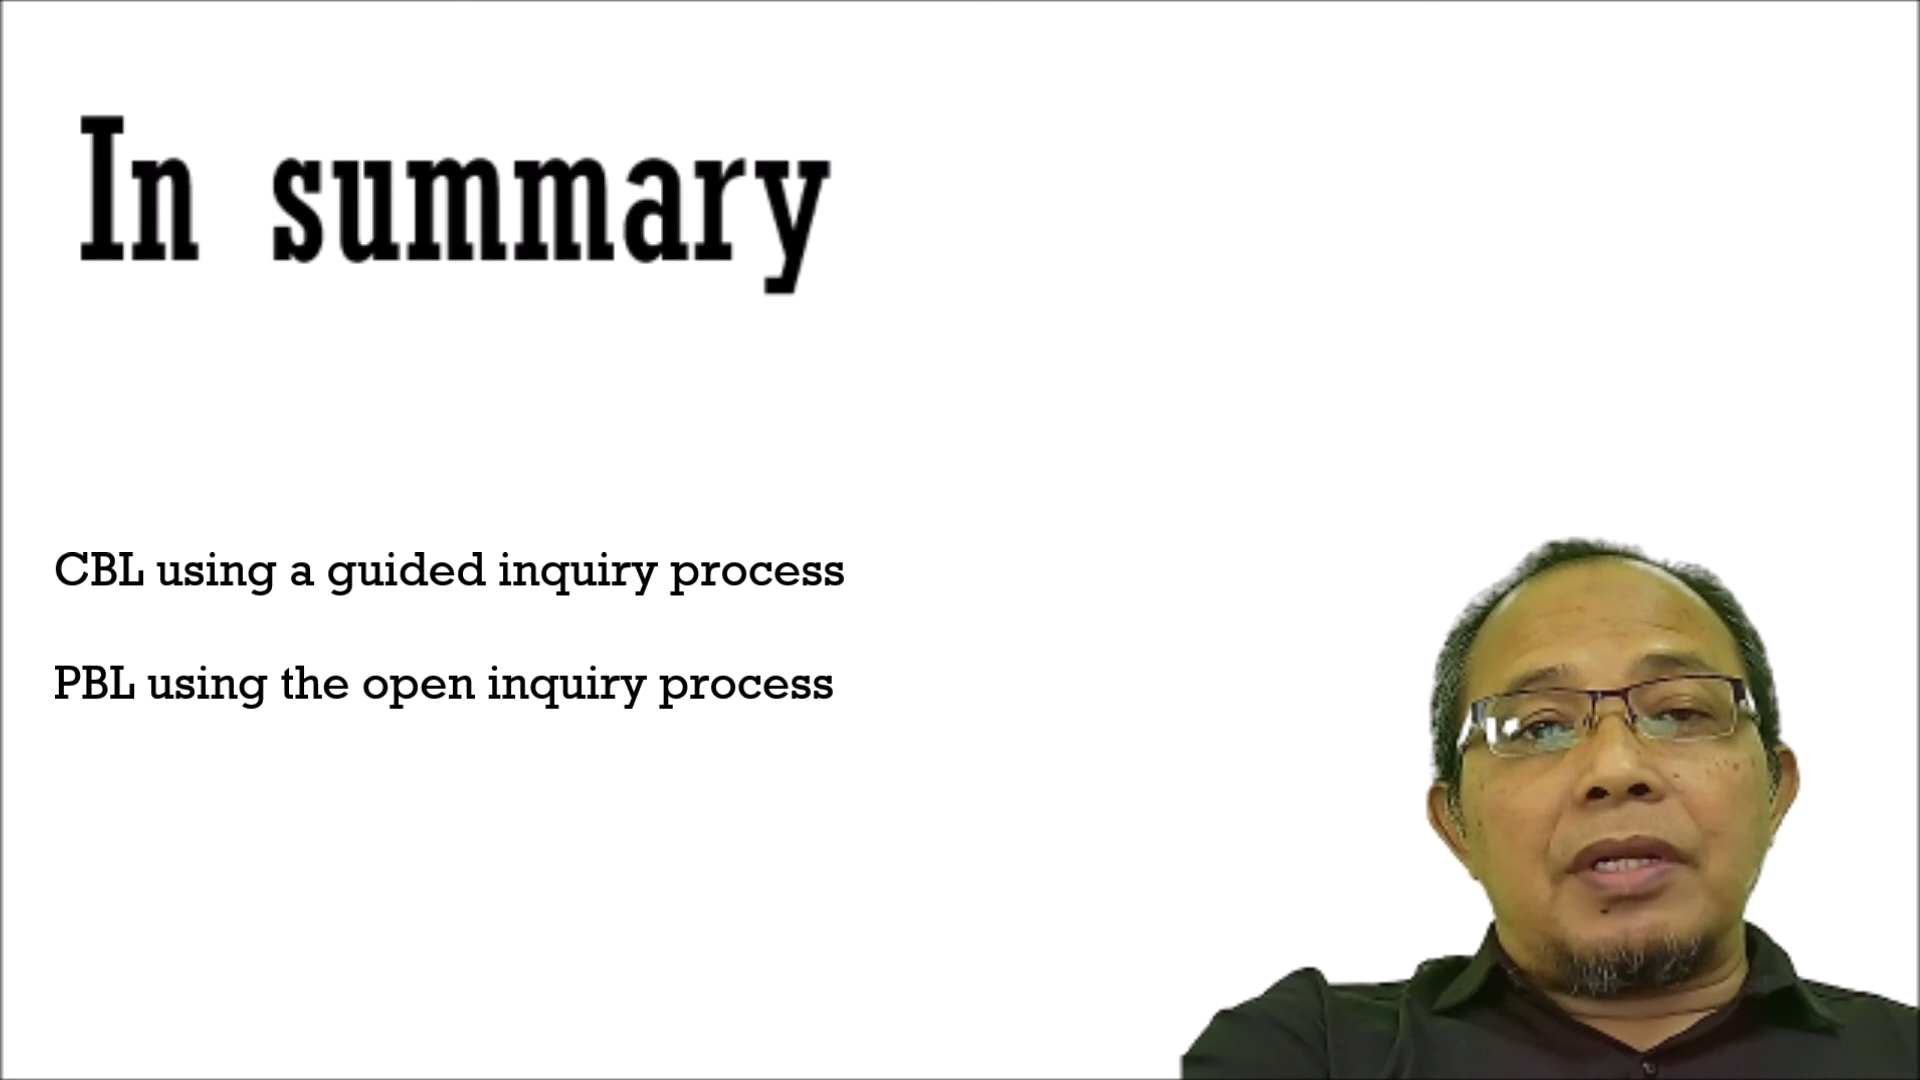 In summary
CBL using a guided inquiry process
PBL using the open inquiry process